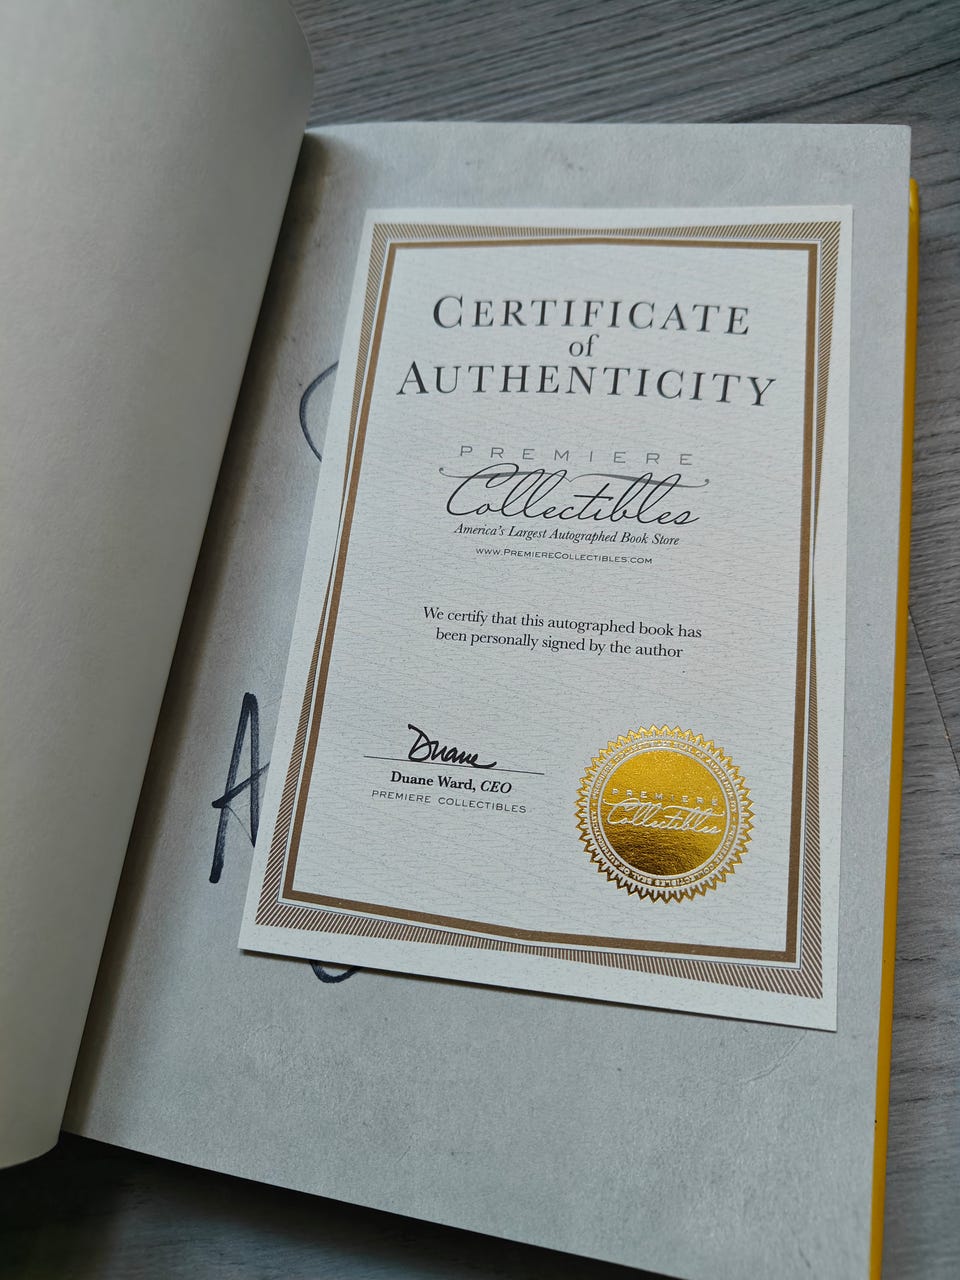 CERTIFICATE
of
AUTHENTICITY
PREMIERE
Collectibles
America's Largest Autographed Book Store
WWW.PREMIERECOLLECTIBLES.COM
We certify that this autographed book has
been personally signed by the author
Duane
Duane Ward, CEO
PREMIERE COLLECTIBLES
PREMIERE
Collectibles
A